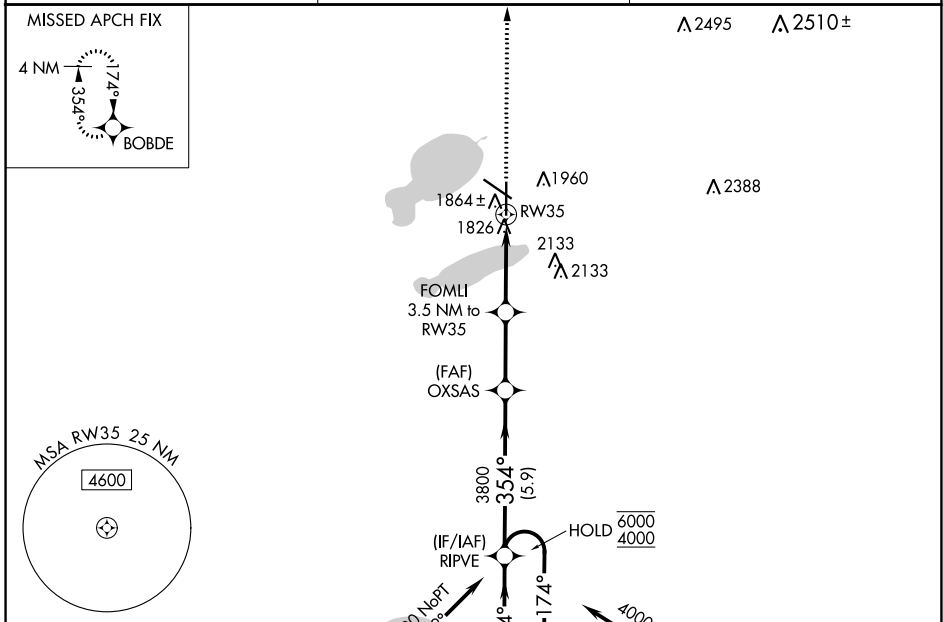 MISSED APCH FIX
4 NM
174°
354°
BOBDE
2495
2510±
1960
2388
1864±
RW35
1826
2133
2133
FOMLI
3.5 NM to
RW35
(FAF)
OXSAS
MSA RW35 25 NM
4600
3800
354°
(5.9)
HOLD 6000
4000
(IF/IAF)
RIPVE
NoPT
174°
4000